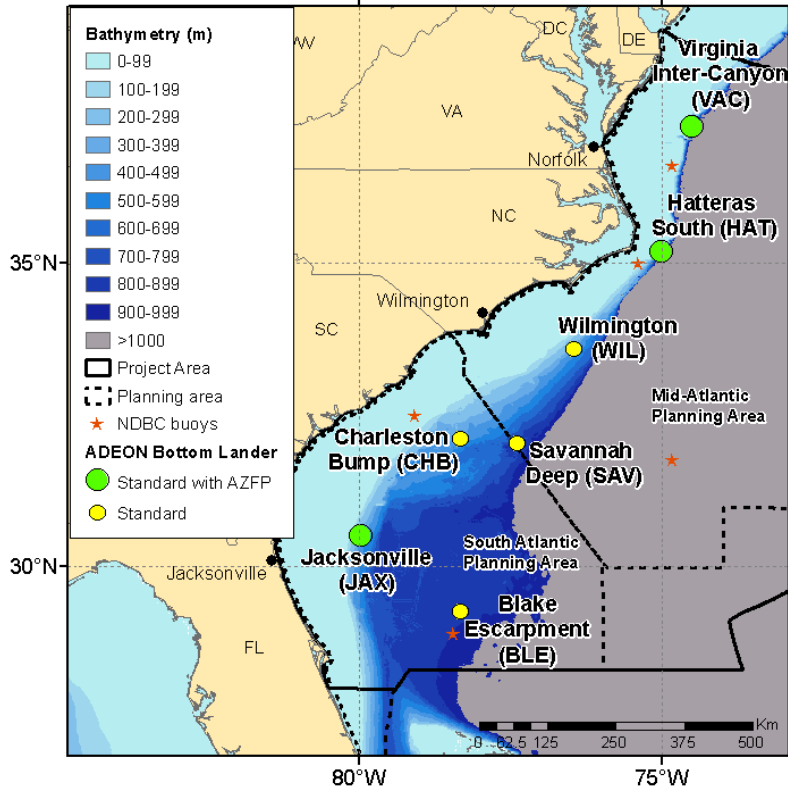 Bathymetry (m)
0-99
100-199
200-299
300-399
400-499
500-599
600-699
700-799
800-899
900-999
>1000
Project Area
Planning area
NDBC buoys
ADEON Bottom Lander
Standard with AZFP
Standard
W
DC
DE
VA
NC
SC
FL
Norfolk
Wilmington
Jacksonville
Virginia
Inter-Canyon
(VAC)
Hatteras
South (HAT)
Wilmington
(WIL)
Mid-Atlantic
Planning Area
Charleston
Bump (CHB)
Savannah
Deep (SAV)
South Atlantic
Planning Area
Jacksonville
(JAX)
Blake
Escarpment
(BLE)
Km
0 62.5 125 250 375 500
35°N
30°N
80°W
75°W